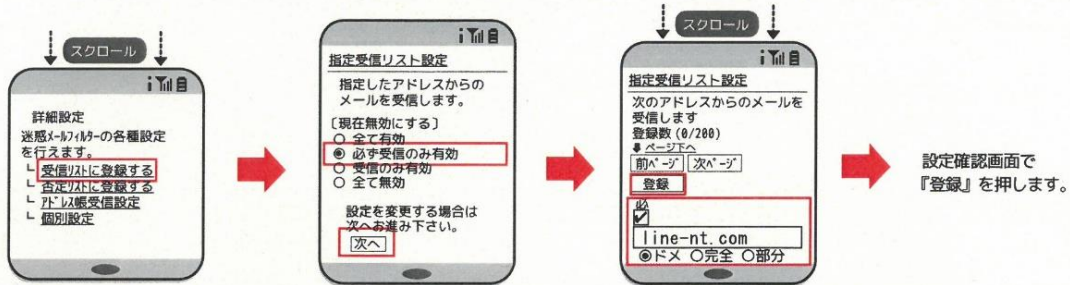 スクロール
詳細設定
迷惑メールフィルターの各種設定
を行えます。
└ 受信リストに登録する
└ 否定リストに登録する
└ アドレス帳受信設定
└ 個別設定
指定受信リスト設定
指定したアドレスからの
メールを受信します。
〔現在無効にする〕
○ 全て有効
◉ 必ず受信のみ有効
○ 受信のみ有効
○ 全て無効
設定を変更する場合は
次へお進み下さい。
次へ
スクロール
指定受信リスト設定
次のアドレスからのメールを
受信します
登録数(0/200)
⬇ページ下へ
前ページ 次ページ
登録
必
line-nt.com
◉ドメ ○完全 ○部分
設定確認画面で
『登録』を押します。